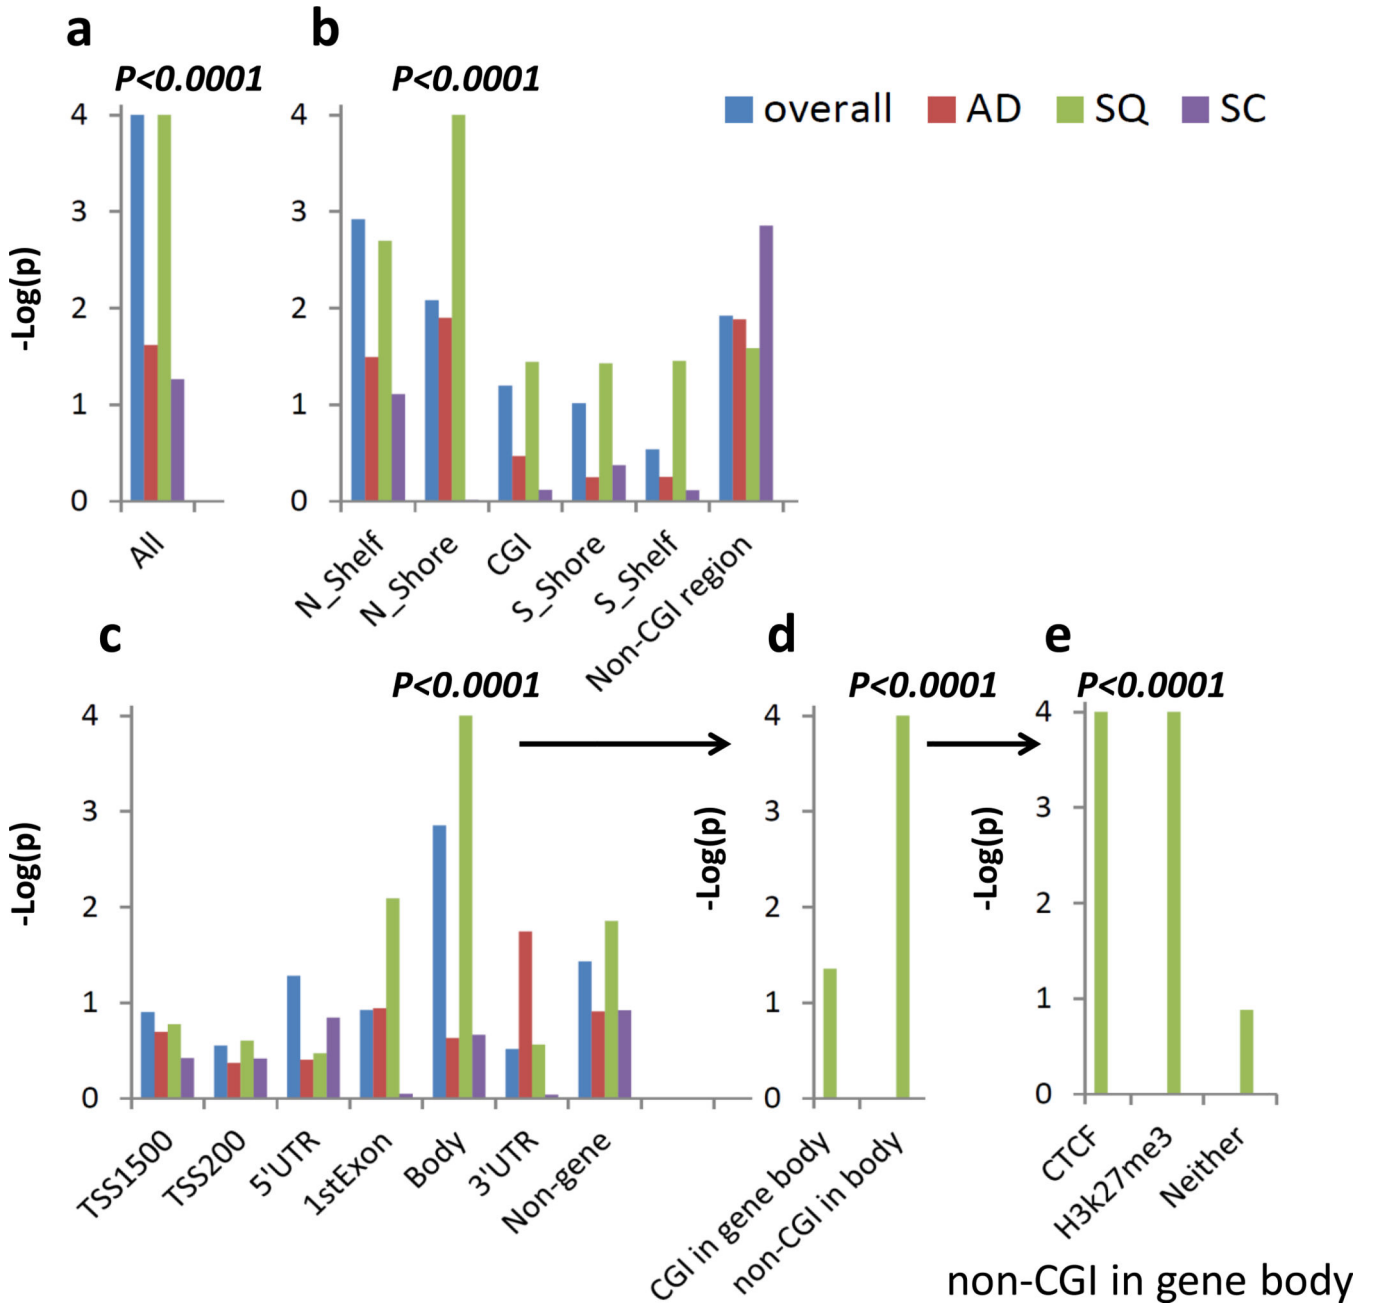 a
b
P<0.0001
P<0.0001
overall AD SQ SC
4
3
2
1
0
-Log(p)
All
4
3
2
1
0
N_Shelf
N_Shore
CGI
S_Shore
S_Shelf
Non-CGI region
c
d
e
P<0.0001
P<0.0001
P<0.0001
4
3
2
1
0
-Log(p)
TSS1500
TSS200
5'UTR
1stExon
Body
3'UTR
Non-gene
4
3
2
1
0
-Log(p)
CGI in gene body
non-CGI in body
4
3
2
1
0
-Log(p)
CTCF
H3k27me3
Neither
non-CGI in gene body